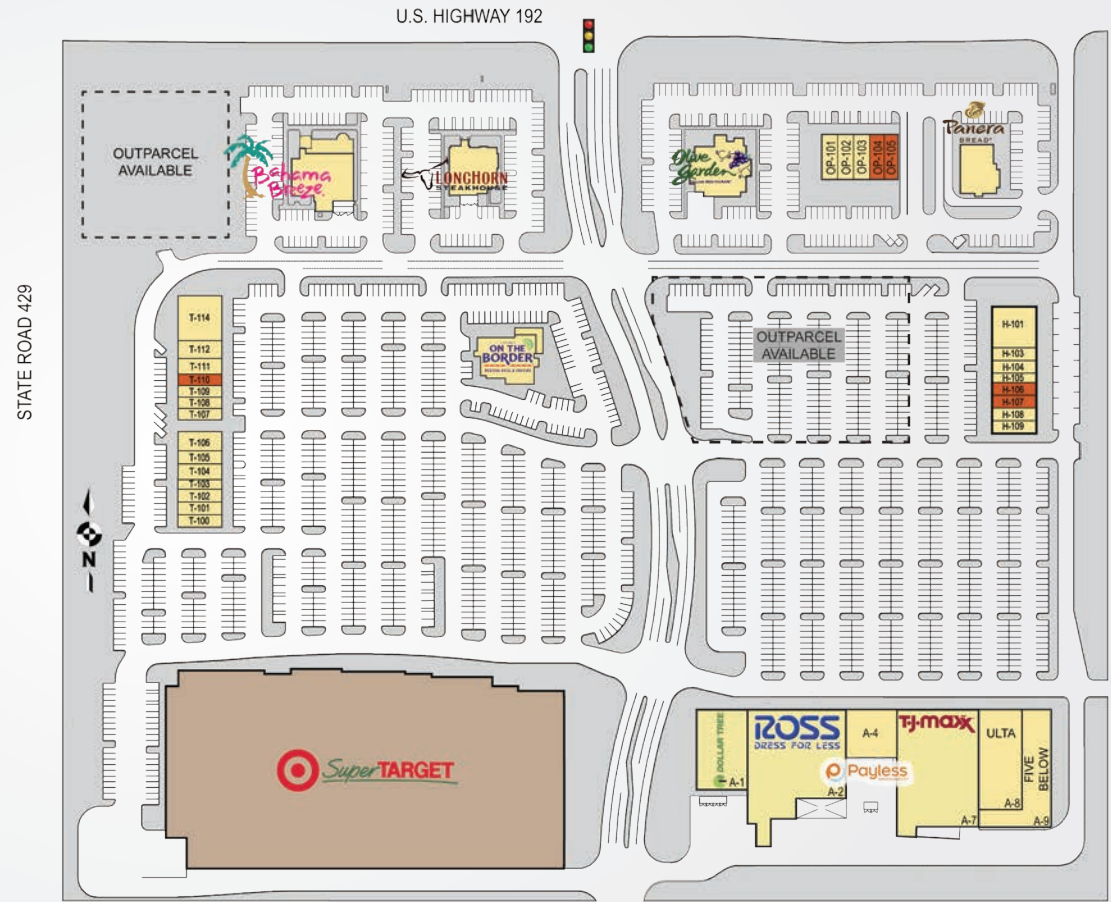 U.S. HIGHWAY 192
STATE ROAD 429
OUTPARCEL
AVAILABLE
Bahama
Breeze
LONGHORN
STEAKHOUSE
Olive
Garden
OP-101
OP-102
OP-103
OP-104
OP-105
Panera
BREAD
T-114
T-112
T-111
T-110
T-109
T-108
T-107
T-106
T-105
T-104
T-103
T-102
T-101
T-100
ON THE
BORDER
OUTPARCEL
AVAILABLE
H-101
H-103
H-104
H-105
H-106
H-107
H-108
H-109
N
SuperTARGET
DOLLAR TREE
A-1
ROSS
DRESS FOR LESS
A-2
A-4
Payless
T·J·maxx
A-7
ULTA
A-8
FIVE
BELOW
A-9